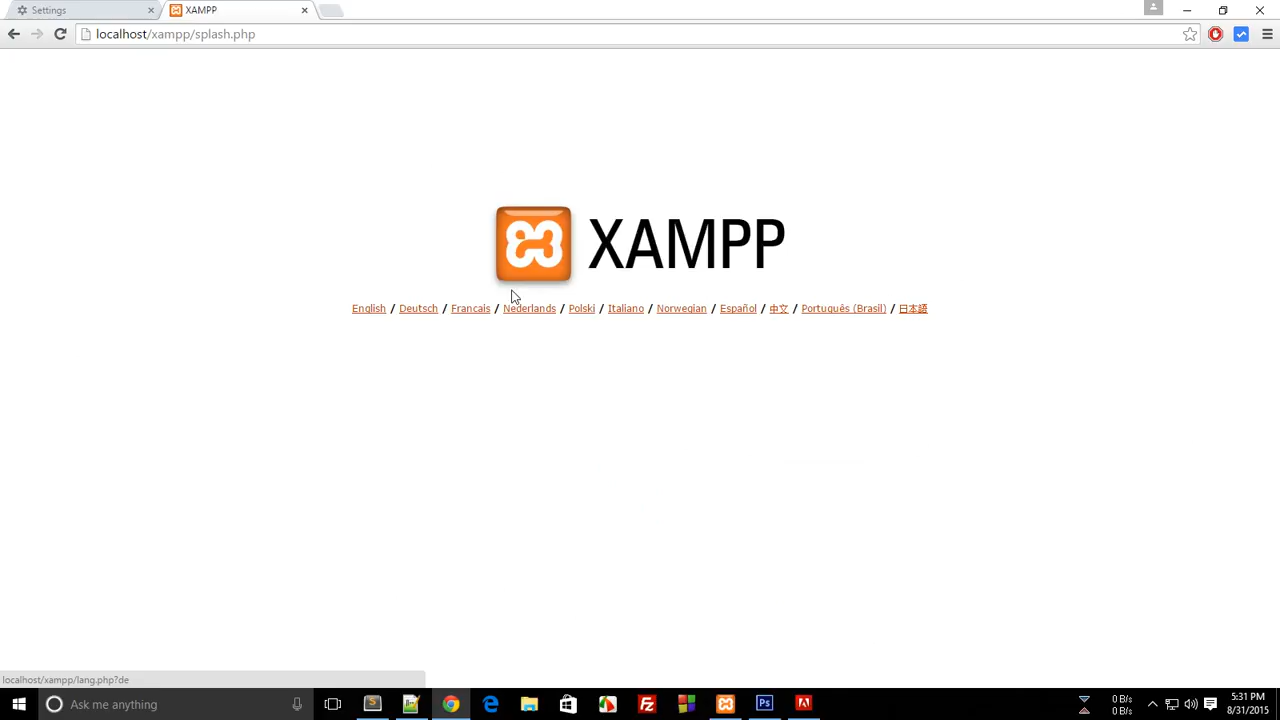 Settings
XAMPP
localhost/xampp/splash.php
XAMPP
English / Deutsch / Francais / Nederlands / Polski / Italiano / Norwegian / Español / 中文 / Português (Brasil) / 日本語
localhost/xampp/lang.php?de
Ask me anything
0 B/s
0 B/s
5:31 PM
8/31/2015